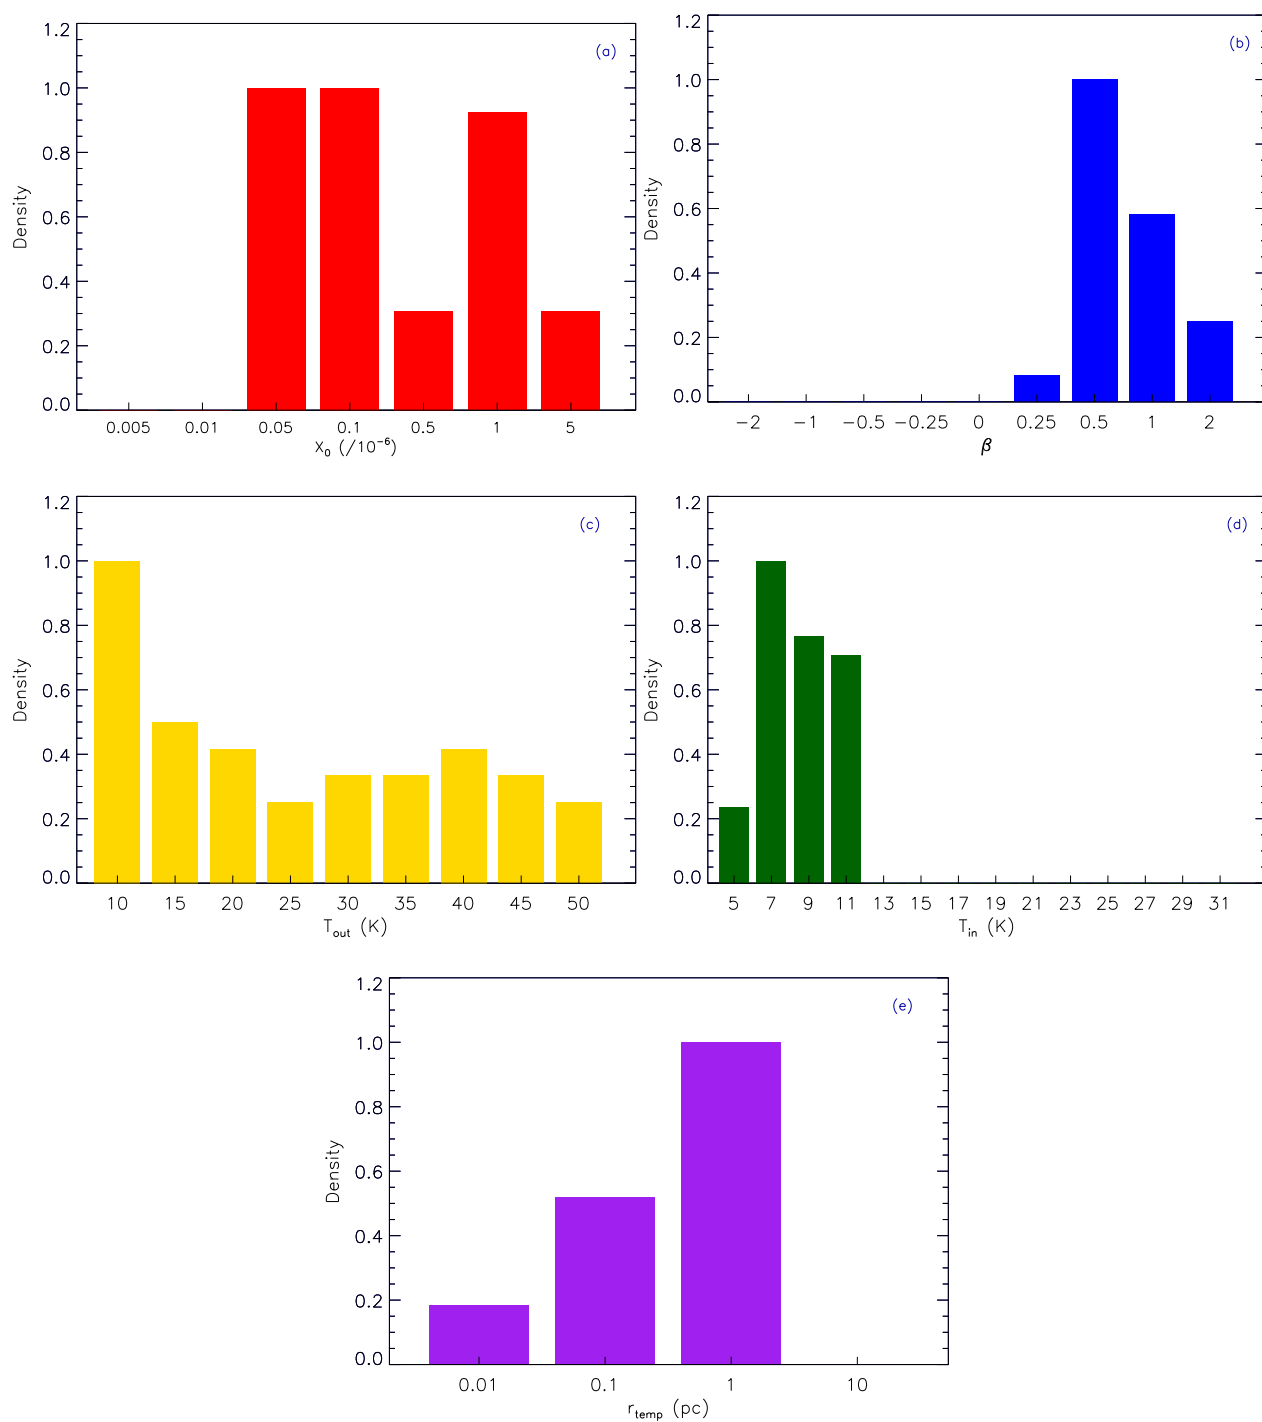 1.2
1.0
0.8
0.6
0.4
0.2
0.0
Density
(a)
0.005 0.01 0.05 0.1 0.5 1 5
X₀ (/10⁻⁶)
1.2
1.0
0.8
0.6
0.4
0.2
0.0
Density
(b)
−2 −1 −0.5 −0.25 0 0.25 0.5 1 2
β
1.2
1.0
0.8
0.6
0.4
0.2
0.0
Density
(c)
10 15 20 25 30 35 40 45 50
T_out (K)
1.2
1.0
0.8
0.6
0.4
0.2
0.0
Density
(d)
5 7 9 11 13 15 17 19 21 23 25 27 29 31
T_in (K)
1.2
1.0
0.8
0.6
0.4
0.2
0.0
Density
(e)
0.01 0.1 1 10
r_temp (pc)